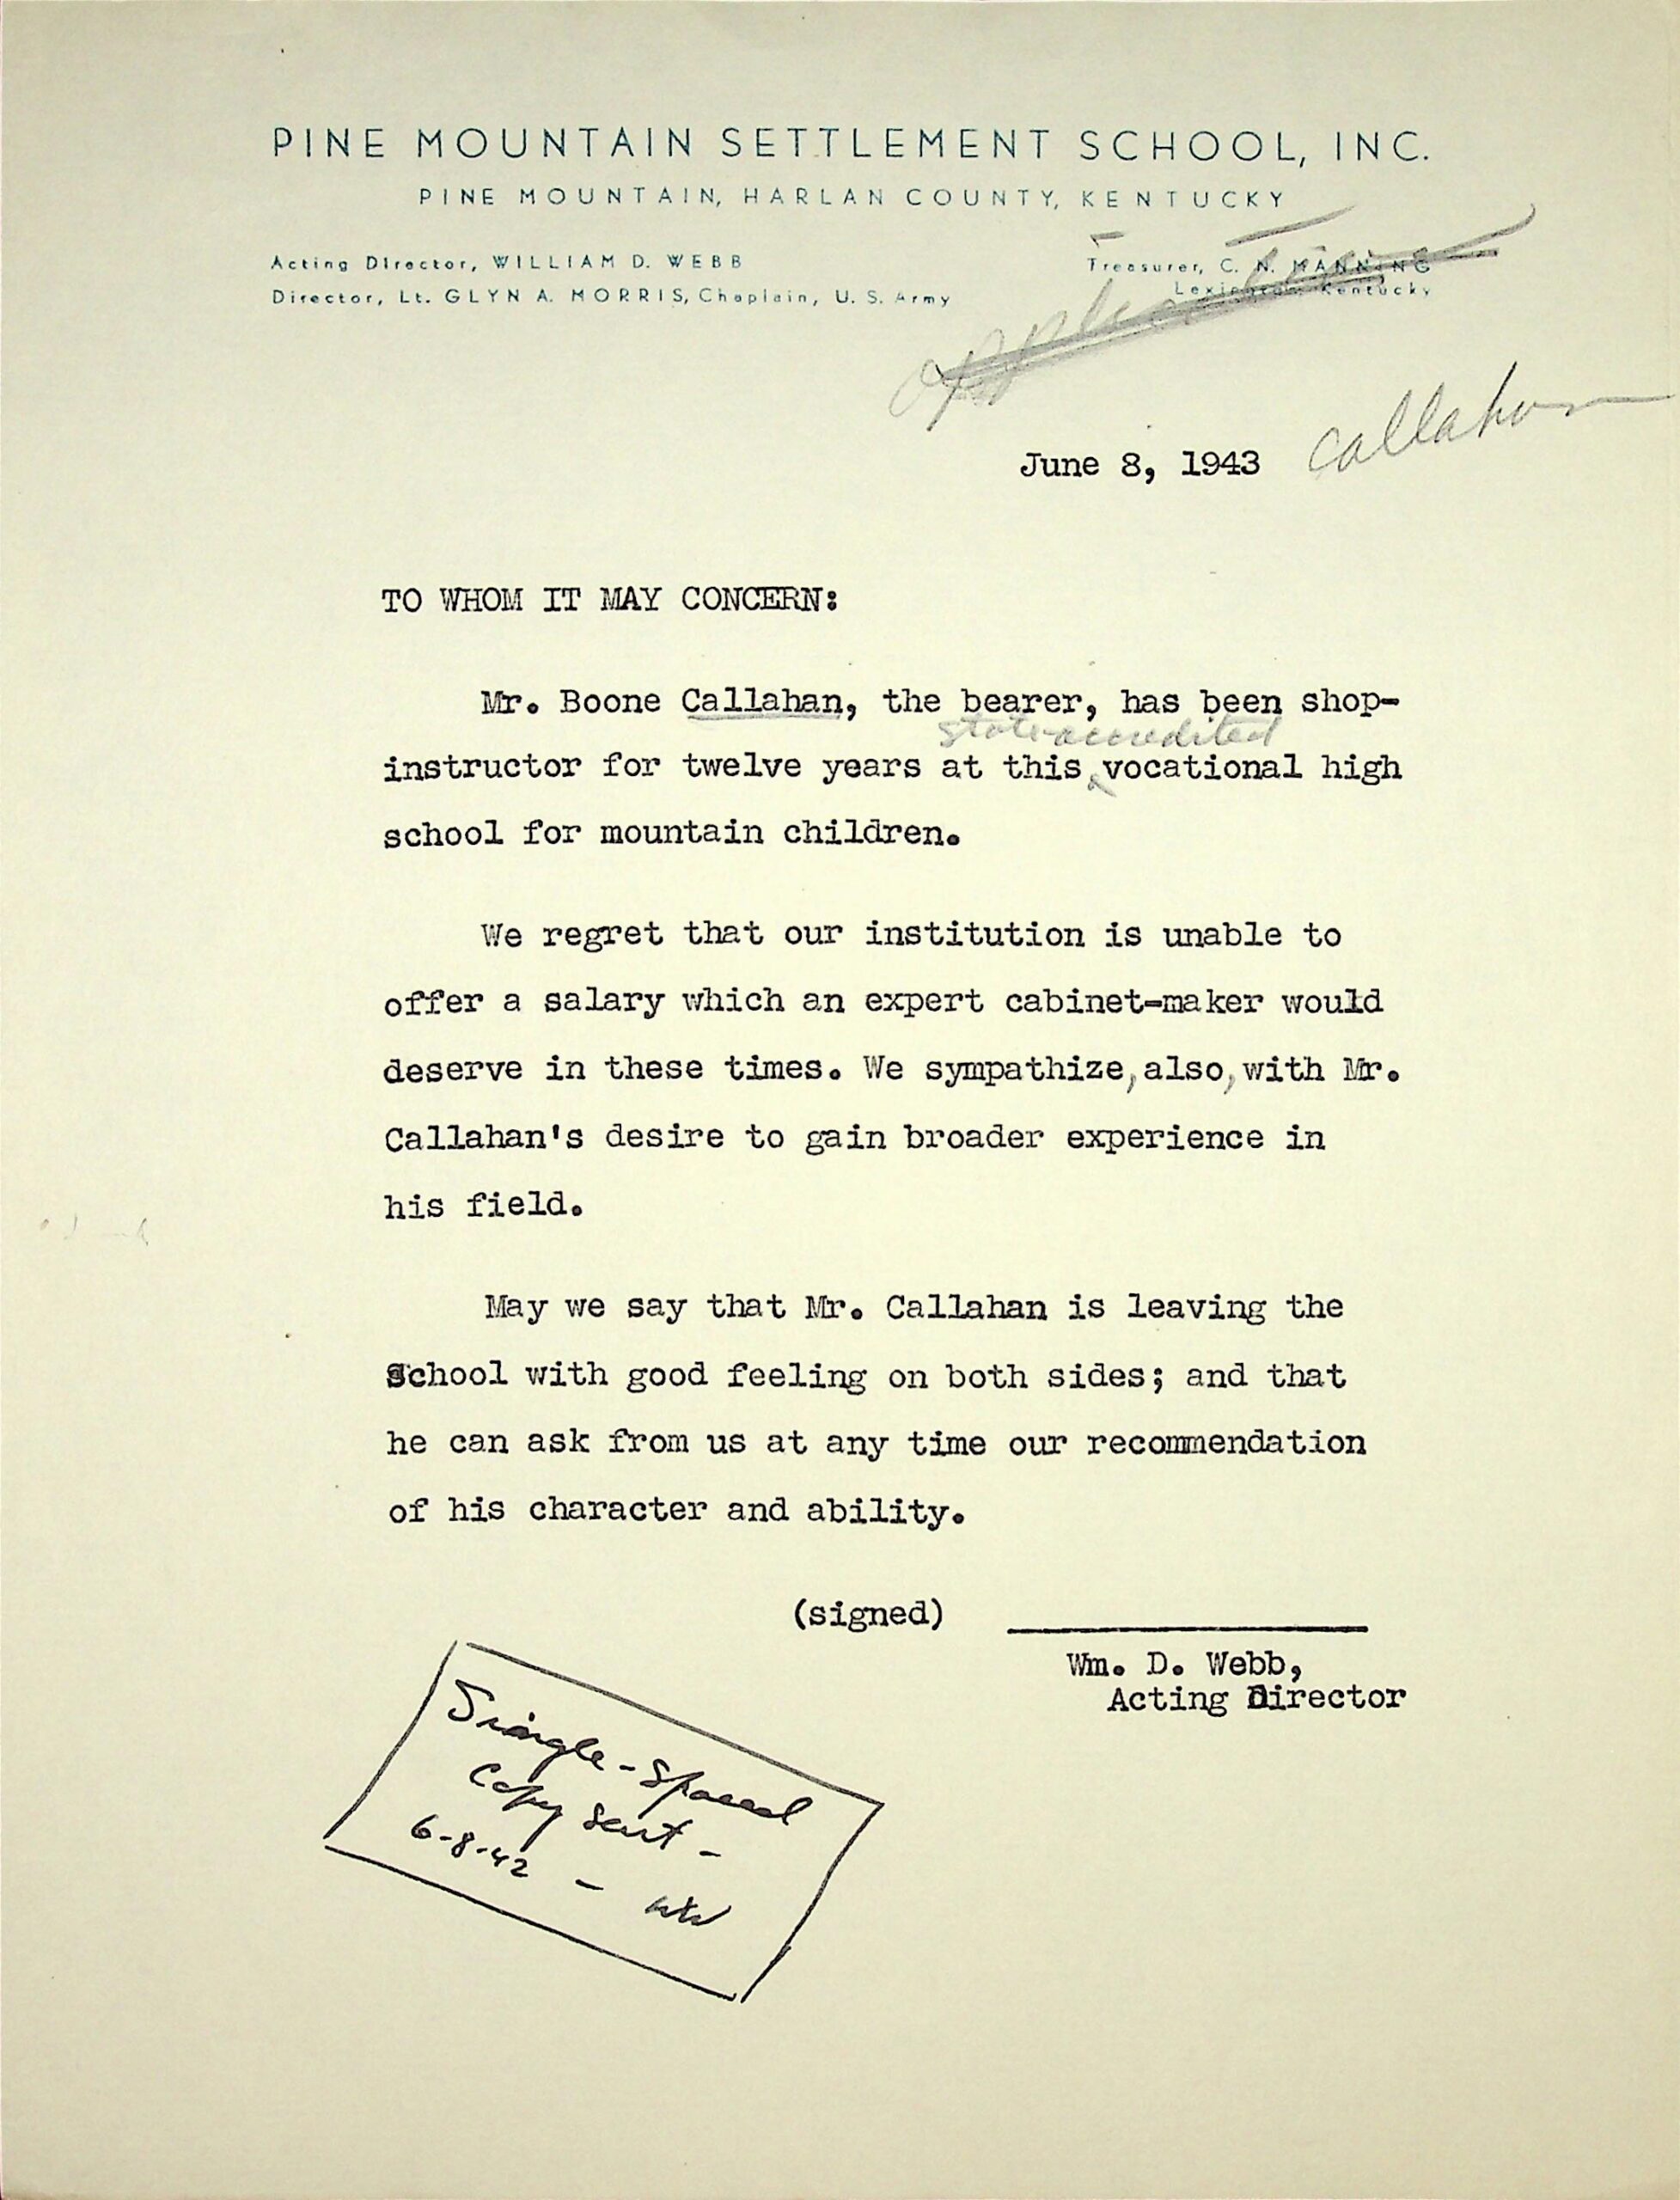 PINE MOUNTAIN SETTLEMENT SCHOOL, INC.
PINE MOUNTAIN, HARLAN COUNTY, KENTUCKY
Acting Director, WILLIAM D. WEBB
Director, Lt. GLYN A. MORRIS, Chaplain, U. S. Army
Treasurer, C. N. MANNING
Lexington, Kentucky
June 8, 1943
Callahan
TO WHOM IT MAY CONCERN:
Mr. Boone Callahan, the bearer, has been shop-
state-accredited
instructor for twelve years at this vocational high
school for mountain children.
We regret that our institution is unable to
offer a salary which an expert cabinet-maker would
deserve in these times. We sympathize, also, with Mr.
Callahan's desire to gain broader experience in
his field.
May we say that Mr. Callahan is leaving the
School with good feeling on both sides; and that
he can ask from us at any time our recommendation
of his character and ability.
(signed)
Wm. D. Webb,
Acting Director
Single-Spaced
Copy sent -
6-8-42 - WW